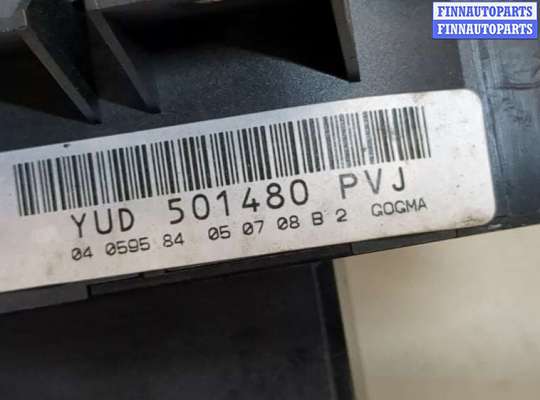 FINNAUTOPARTS
FINNAUTOPARTS
YUD 501480 PVJ
04 0595 84 05 07 08 B 2 GOGMA